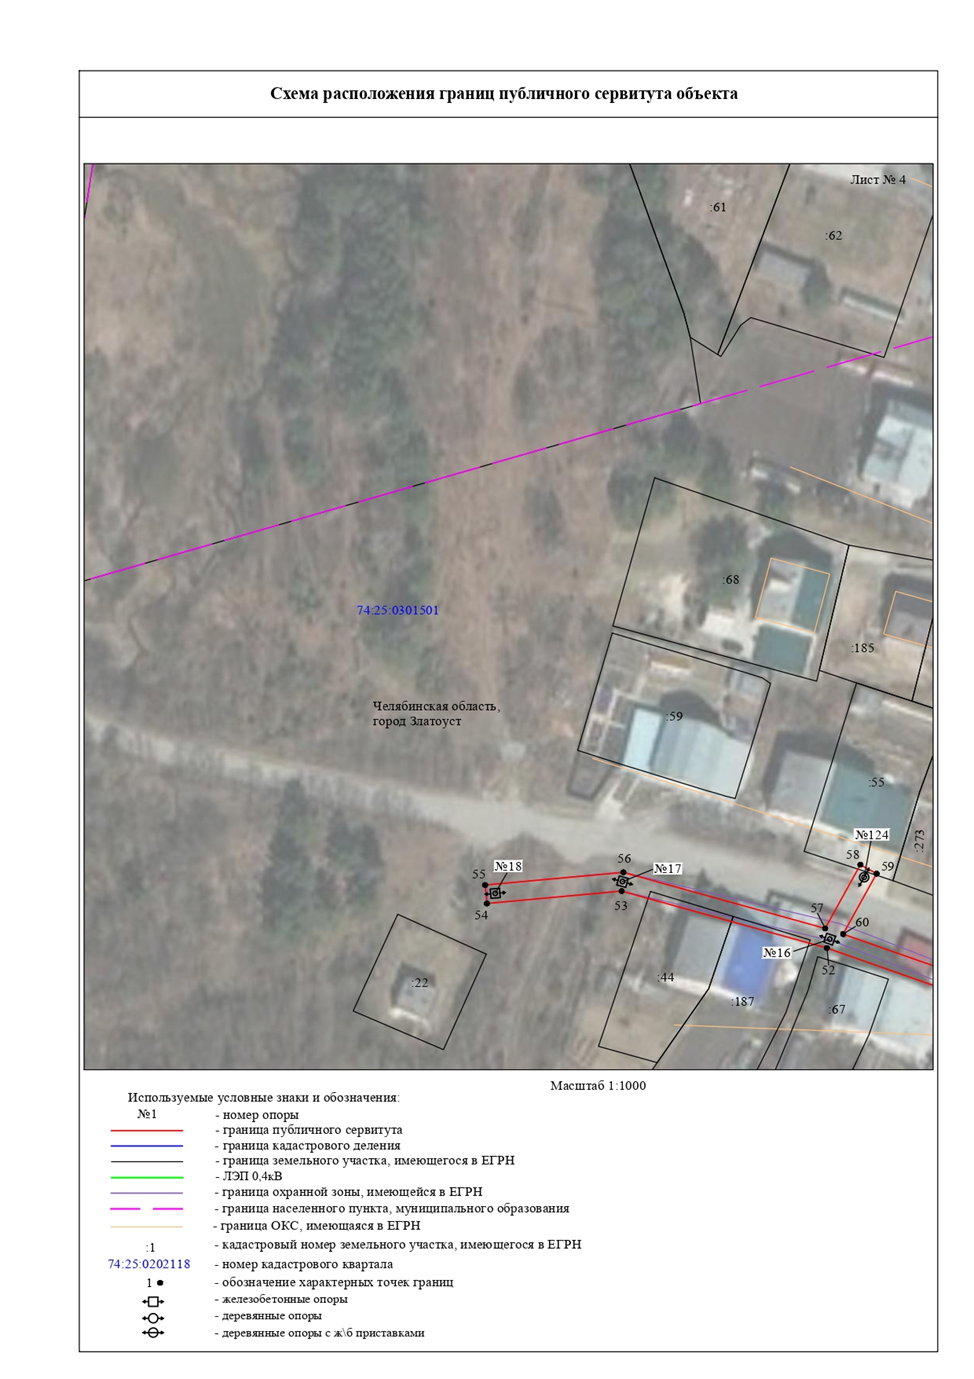 Схема расположения границ публичного сервитута объекта
Лист № 4
:61
:62
:68
74:25:0301501
:185
Челябинская область,
город Златоуст
:59
:55
№124
:273
58
59
56
№18
№17
55
54
53
57
60
№16
52
:22
:44
:187
:67
Масштаб 1:1000
Используемые условные знаки и обозначения:
№1 - номер опоры
- граница публичного сервитута
- граница кадастрового деления
- граница земельного участка, имеющегося в ЕГРН
- ЛЭП 0,4кВ
- граница охранной зоны, имеющейся в ЕГРН
- граница населенного пункта, муниципального образования
- граница ОКС, имеющаяся в ЕГРН
:1 - кадастровый номер земельного участка, имеющегося в ЕГРН
74:25:0202118 - номер кадастрового квартала
1 - обозначение характерных точек границ
- железобетонные опоры
- деревянные опоры
- деревянные опоры с ж\б приставками